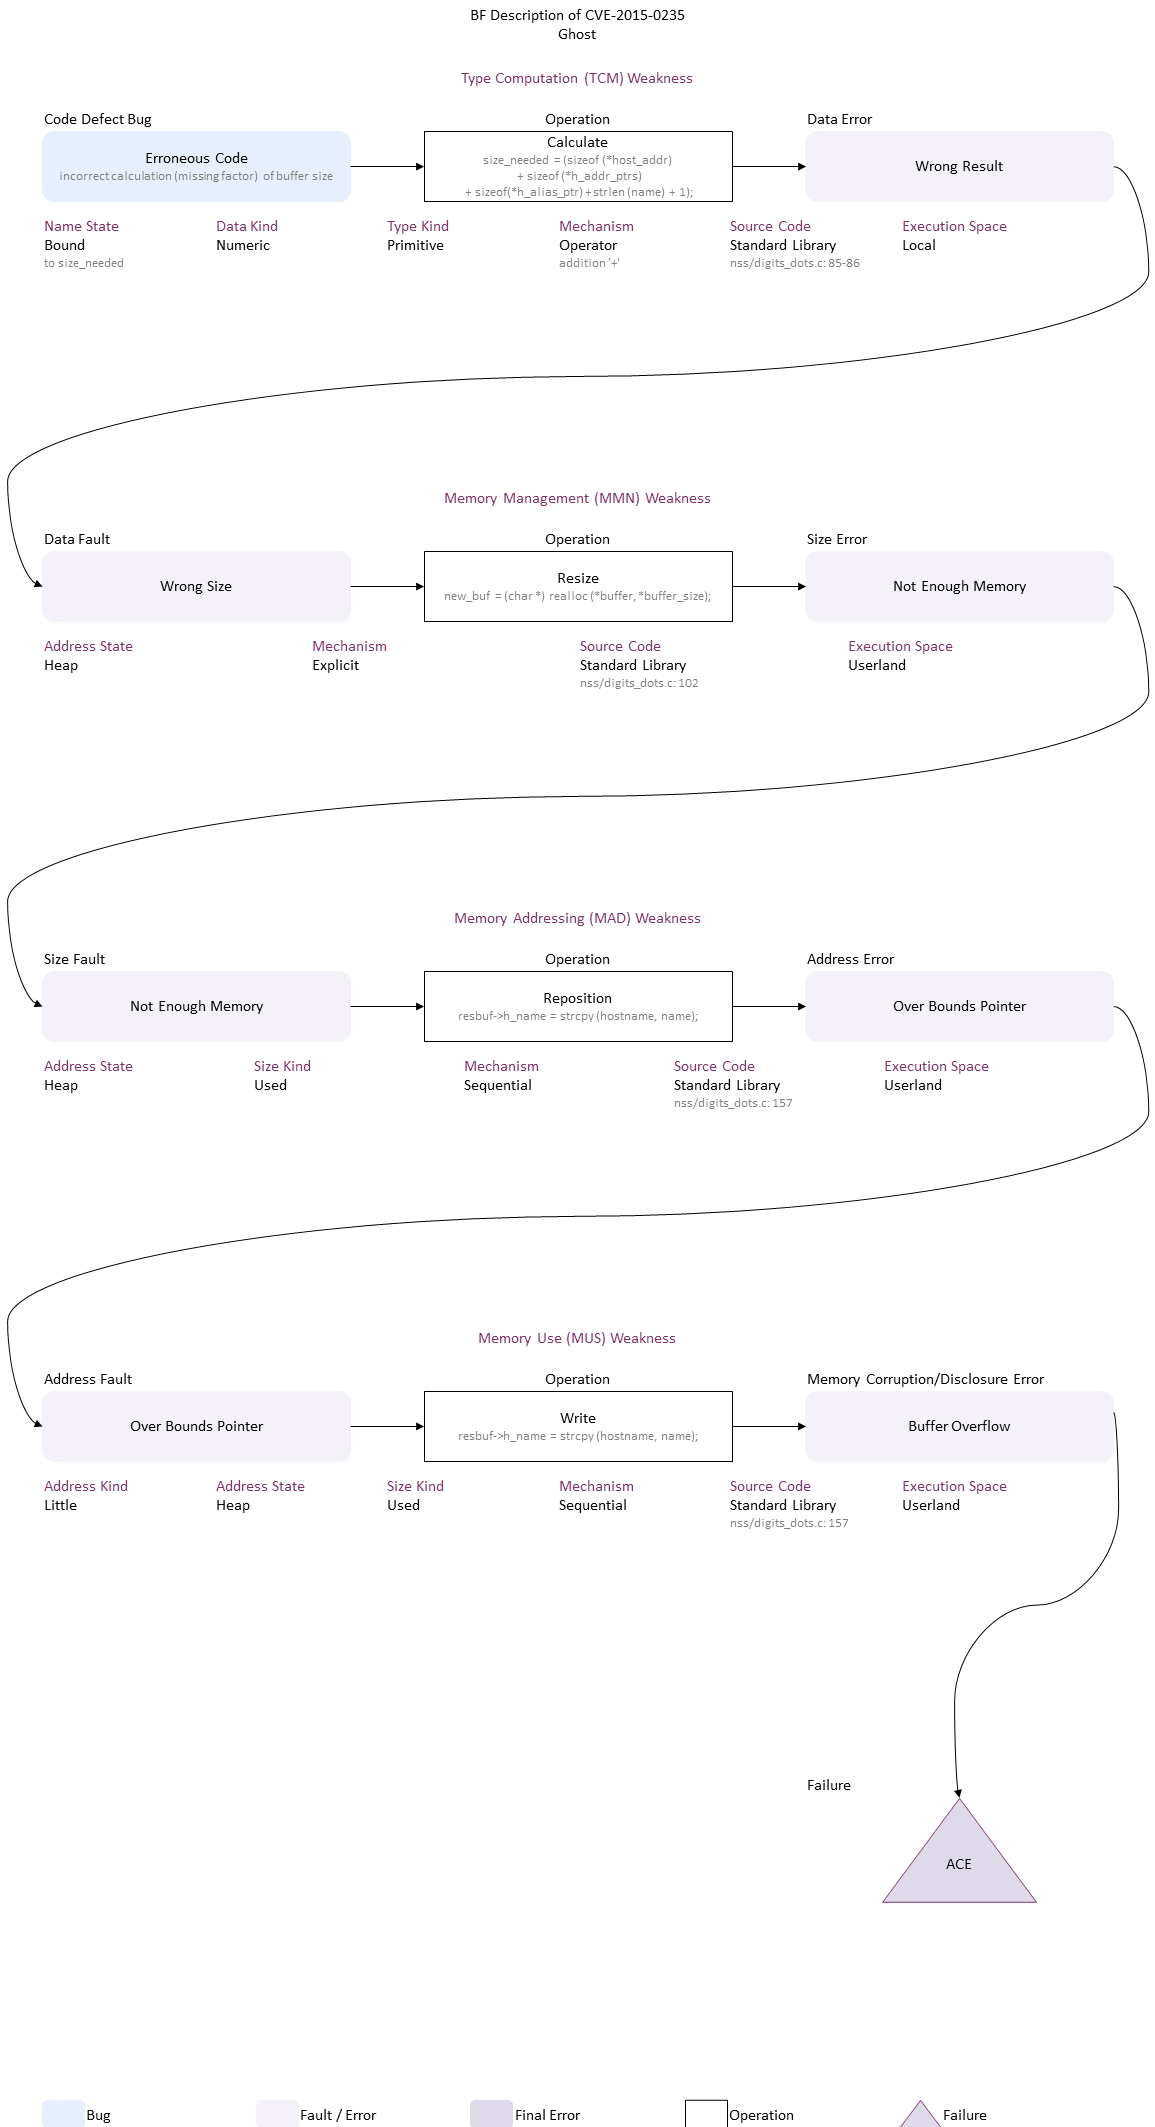 BF Description of CVE-2015-0235
Ghost
Type Computation (TCM) Weakness
Code Defect Bug
Operation
Data Error
Erroneous Code
incorrect calculation (missing factor) of buffer size
Calculate
size_needed = (sizeof (*host_addr)
+ sizeof (*h_addr_ptrs)
+ sizeof(*h_alias_ptr) + strlen (name) + 1);
Wrong Result
Name State
Data Kind
Type Kind
Mechanism
Source Code
Execution Space
Bound
Numeric
Primitive
Operator
Standard Library
Local
to size_needed
addition '+'
nss/digits_dots.c: 85-86
Memory Management (MMN) Weakness
Data Fault
Operation
Size Error
Wrong Size
Resize
new_buf = (char *) realloc (*buffer, *buffer_size);
Not Enough Memory
Address State
Mechanism
Source Code
Execution Space
Heap
Explicit
Standard Library
Userland
nss/digits_dots.c: 102
Memory Addressing (MAD) Weakness
Size Fault
Operation
Address Error
Not Enough Memory
Reposition
resbuf->h_name = strcpy (hostname, name);
Over Bounds Pointer
Address State
Size Kind
Mechanism
Source Code
Execution Space
Heap
Used
Sequential
Standard Library
Userland
nss/digits_dots.c: 157
Memory Use (MUS) Weakness
Address Fault
Operation
Memory Corruption/Disclosure Error
Over Bounds Pointer
Write
resbuf->h_name = strcpy (hostname, name);
Buffer Overflow
Address Kind
Address State
Size Kind
Mechanism
Source Code
Execution Space
Little
Heap
Used
Sequential
Standard Library
Userland
nss/digits_dots.c: 157
Failure
ACE
Bug
Fault / Error
Final Error
Operation
Failure